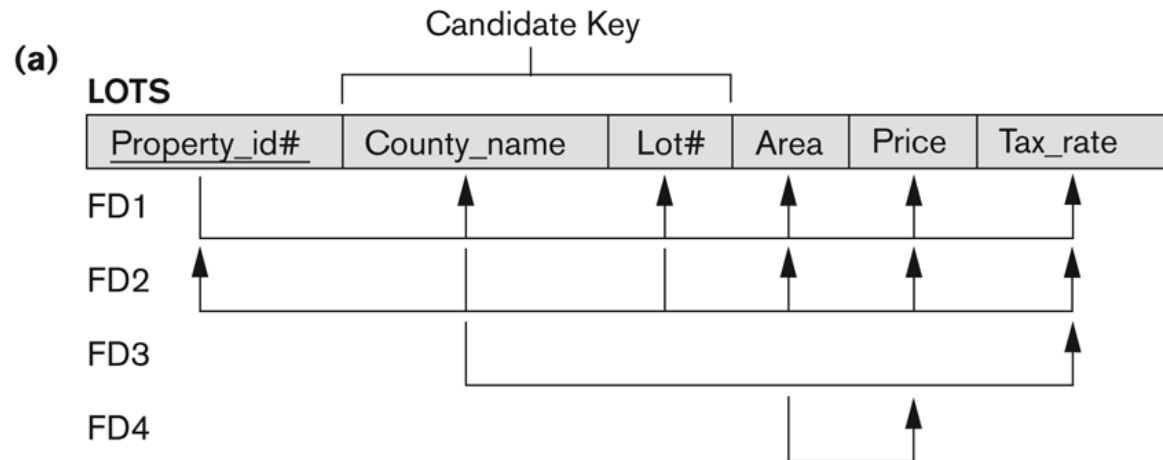 Candidate Key
(a)
LOTS
Property_id# County_name Lot# Area Price Tax_rate
FD1
FD2
FD3
FD4